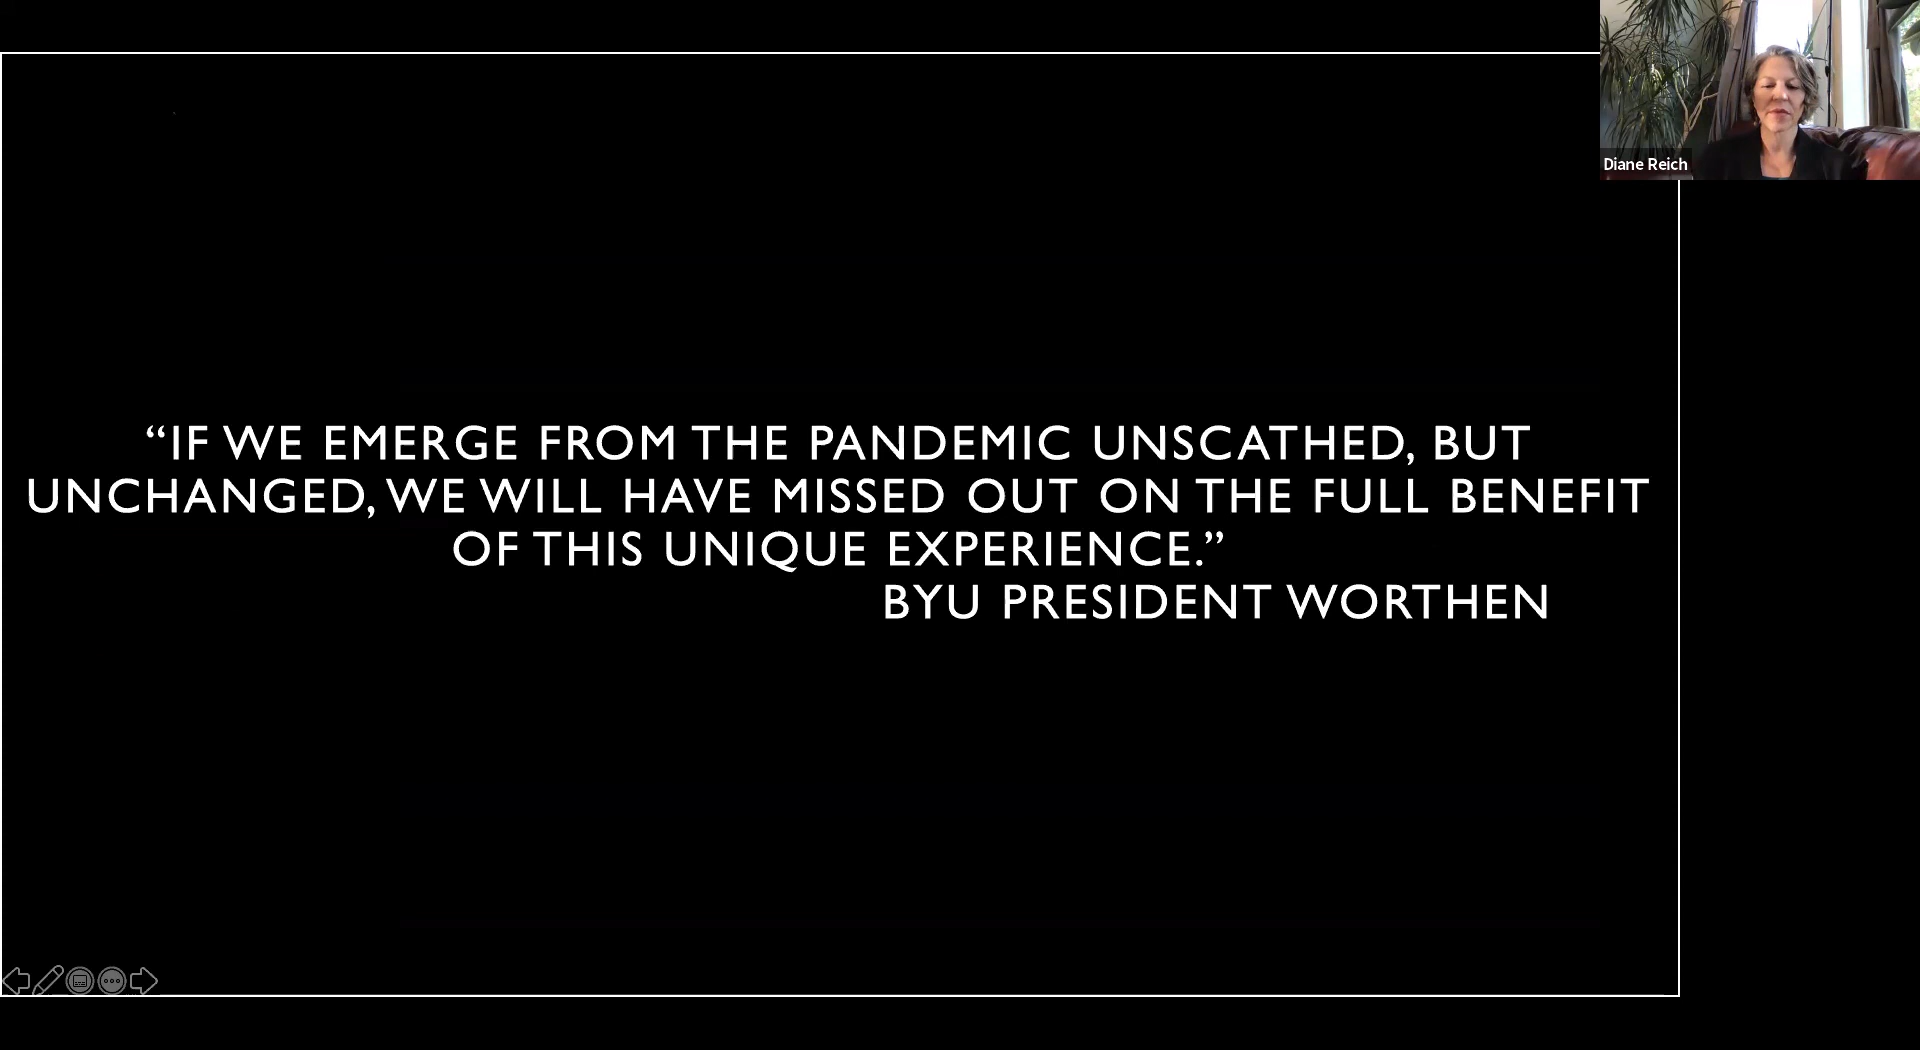 Diane Reich
“IF WE EMERGE FROM THE PANDEMIC UNSCATHED, BUT
UNCHANGED, WE WILL HAVE MISSED OUT ON THE FULL BENEFIT
OF THIS UNIQUE EXPERIENCE.”
BYU PRESIDENT WORTHEN